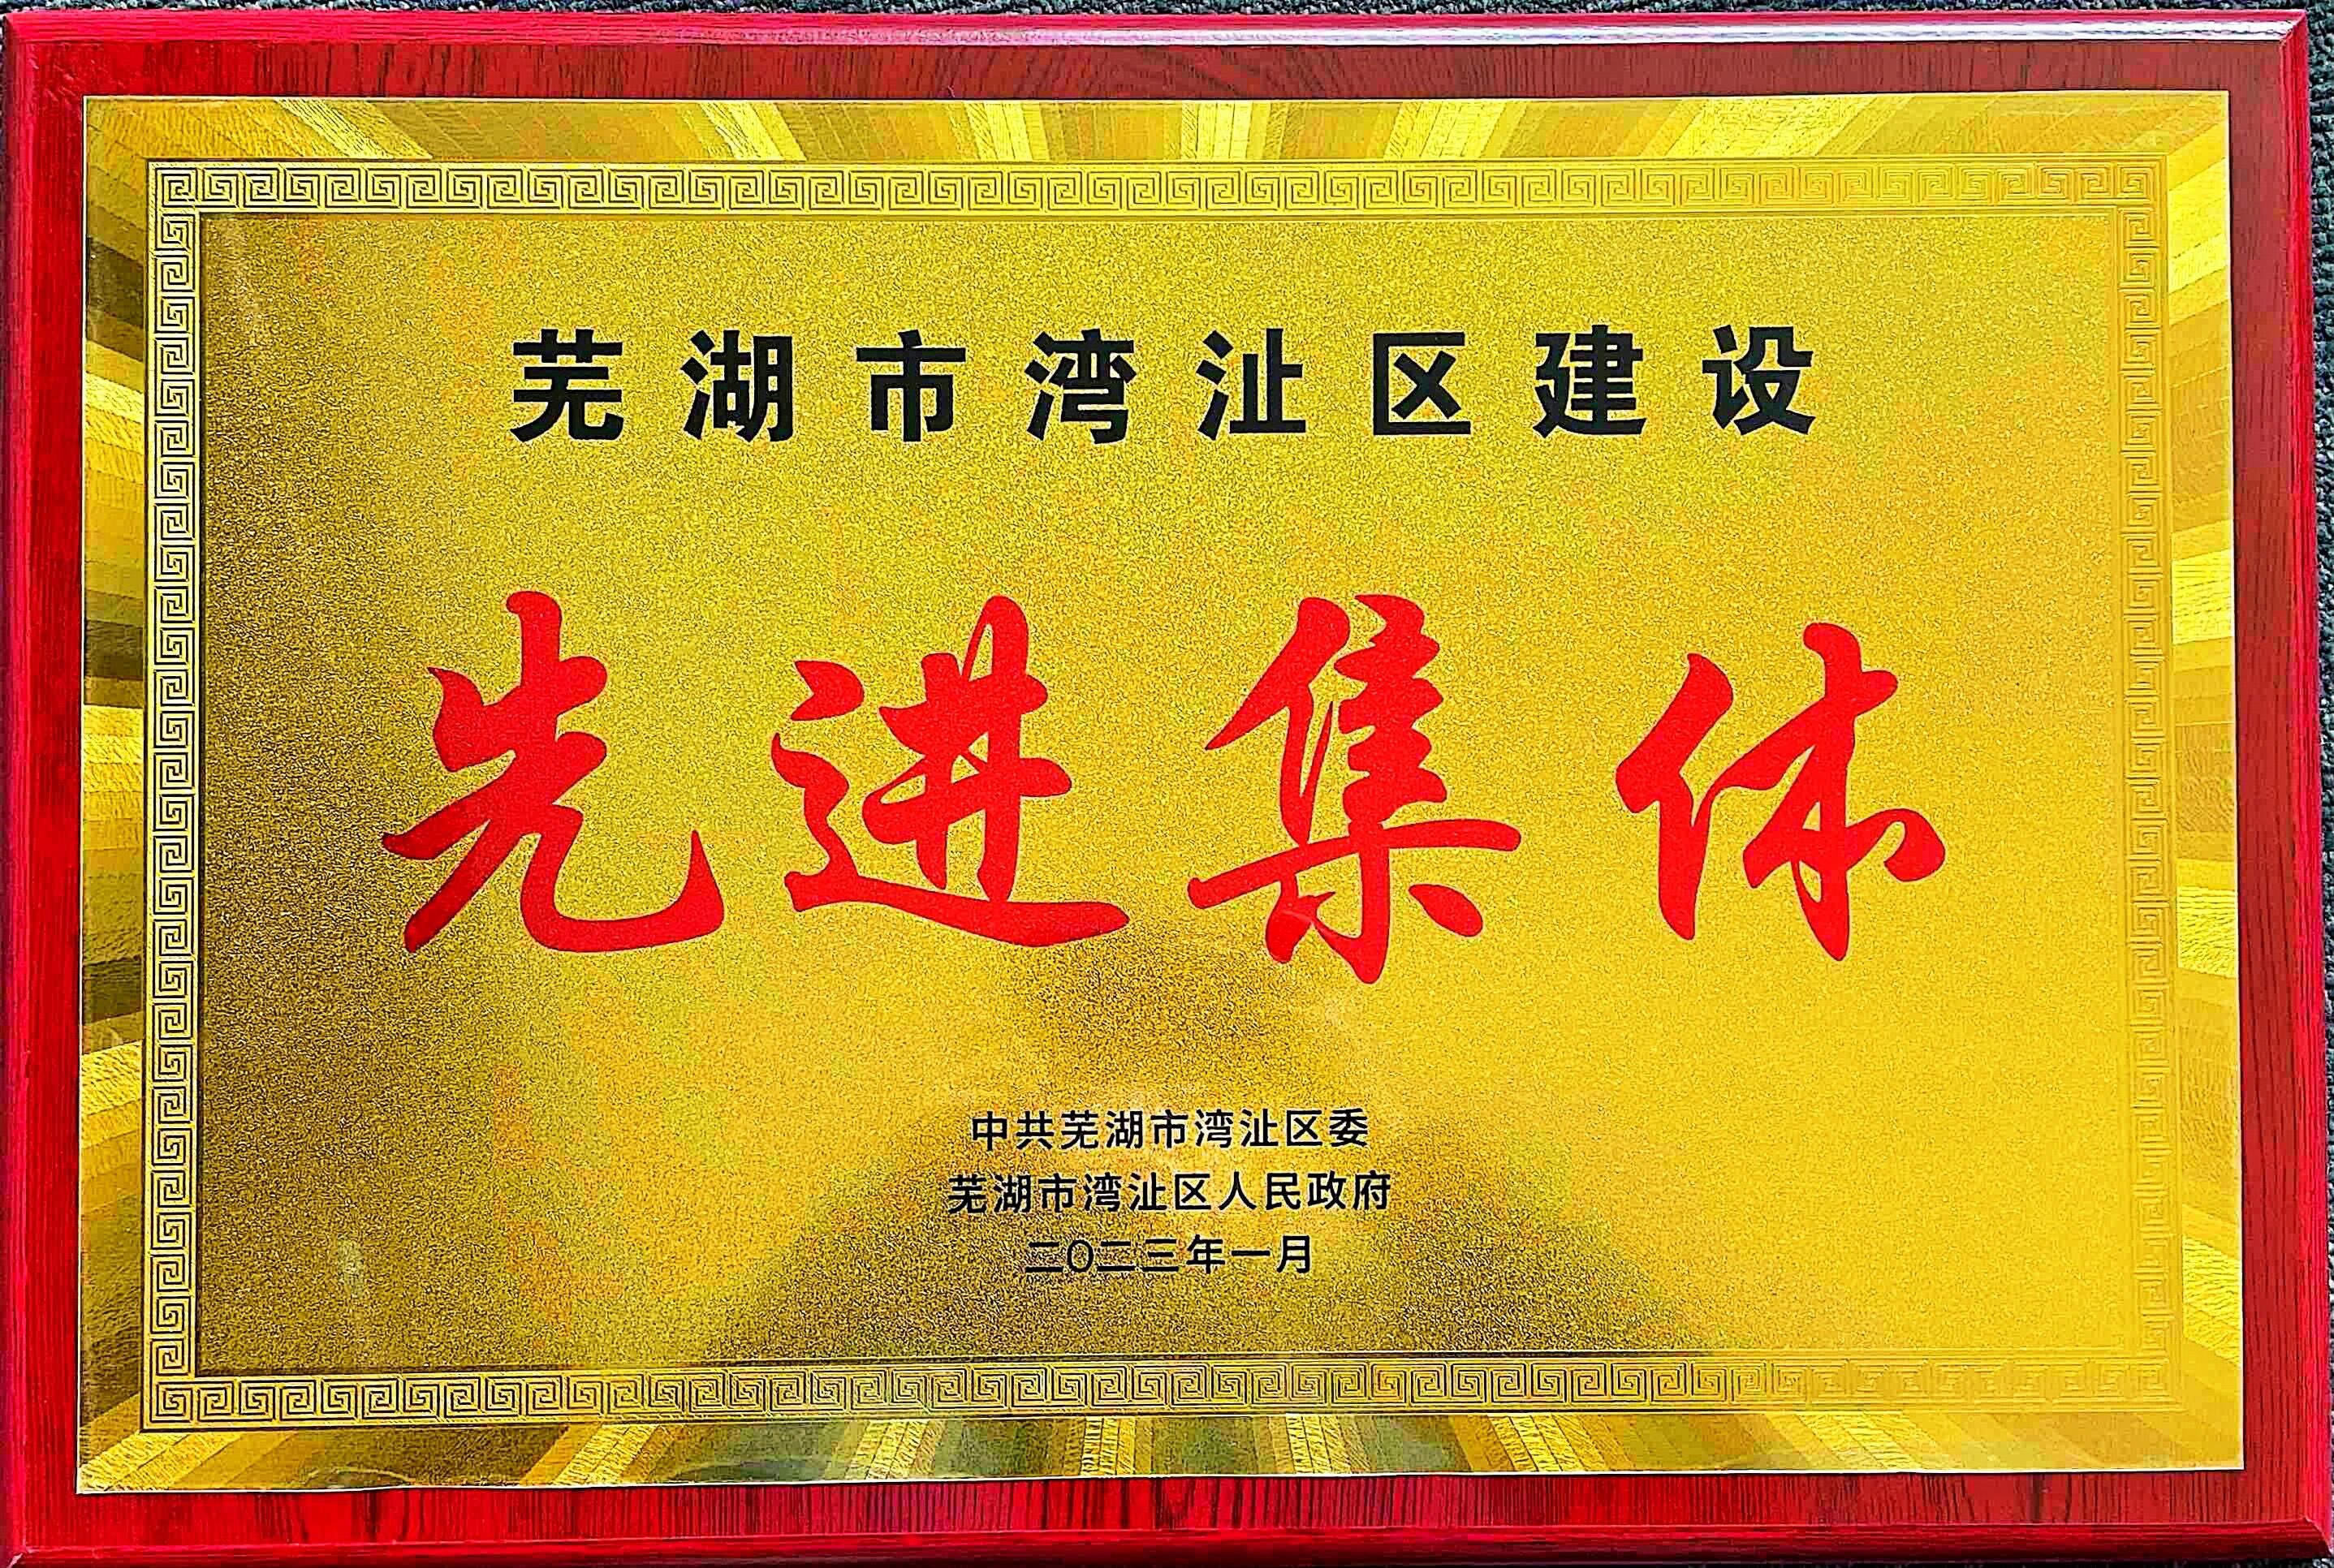 芜湖市湾沚区建设
先进集体
中共芜湖市湾沚区委
芜湖市湾沚区人民政府
二〇二三年一月